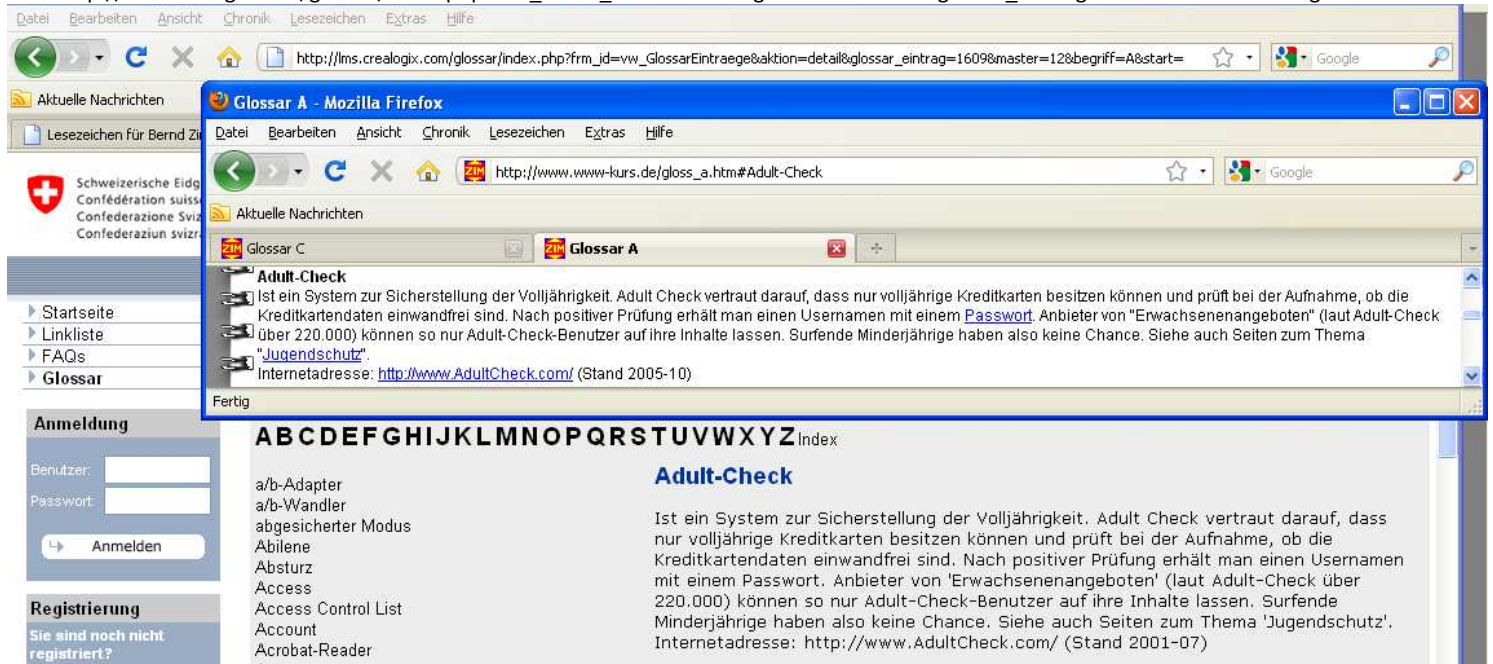 Datei Bearbeiten Ansicht Chronik Lesezeichen Extras Hilfe
http://lms.crealogix.com/glossar/index.php?frm_id=vw_GlossarEintraege&aktion=detail&glossar_eintrag=1609&master=12&begriff=A&start=
Google
Aktuelle Nachrichten
Lesezeichen für Bernd Zi
Glossar A - Mozilla Firefox
Datei Bearbeiten Ansicht Chronik Lesezeichen Extras Hilfe
http://www.www-kurs.de/gloss_a.htm#Adult-Check
Google
Aktuelle Nachrichten
ZIM Glossar C
ZIM Glossar A
Adult-Check
Ist ein System zur Sicherstellung der Volljährigkeit. Adult Check vertraut darauf, dass nur volljährige Kreditkarten besitzen können und prüft bei der Aufnahme, ob die
Kreditkartendaten einwandfrei sind. Nach positiver Prüfung erhält man einen Usernamen mit einem Passwort. Anbieter von "Erwachsenenangeboten" (laut Adult-Check
über 220.000) können so nur Adult-Check-Benutzer auf ihre Inhalte lassen. Surfende Minderjährige haben also keine Chance. Siehe auch Seiten zum Thema
"Jugendschutz".
Internetadresse: http://www.AdultCheck.com/ (Stand 2005-10)
Fertig
Schweizerische Eidg
Confédération suiss
Confederazione Sviz
Confederaziun svizr
Startseite
Linkliste
FAQs
Glossar
Anmeldung
Benutzer:
Passwort:
Anmelden
Registrierung
Sie sind noch nicht
registriert?
A B C D E F G H I J K L M N O P Q R S T U V W X Y Z Index
a/b-Adapter
a/b-Wandler
abgesicherter Modus
Abilene
Absturz
Access
Access Control List
Account
Acrobat-Reader
Adult-Check
Ist ein System zur Sicherstellung der Volljährigkeit. Adult Check vertraut darauf, dass
nur volljährige Kreditkarten besitzen können und prüft bei der Aufnahme, ob die
Kreditkartendaten einwandfrei sind. Nach positiver Prüfung erhält man einen Usernamen
mit einem Passwort. Anbieter von 'Erwachsenenangeboten' (laut Adult-Check über
220.000) können so nur Adult-Check-Benutzer auf ihre Inhalte lassen. Surfende
Minderjährige haben also keine Chance. Siehe auch Seiten zum Thema 'Jugendschutz'.
Internetadresse: http://www.AdultCheck.com/ (Stand 2001-07)